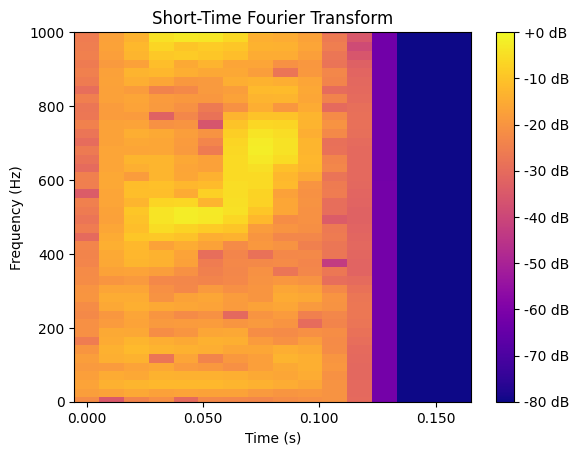 Short-Time Fourier Transform
1000
800
600
400
200
0
Frequency (Hz)
0.000
0.050
0.100
0.150
Time (s)
+0 dB
-10 dB
-20 dB
-30 dB
-40 dB
-50 dB
-60 dB
-70 dB
-80 dB